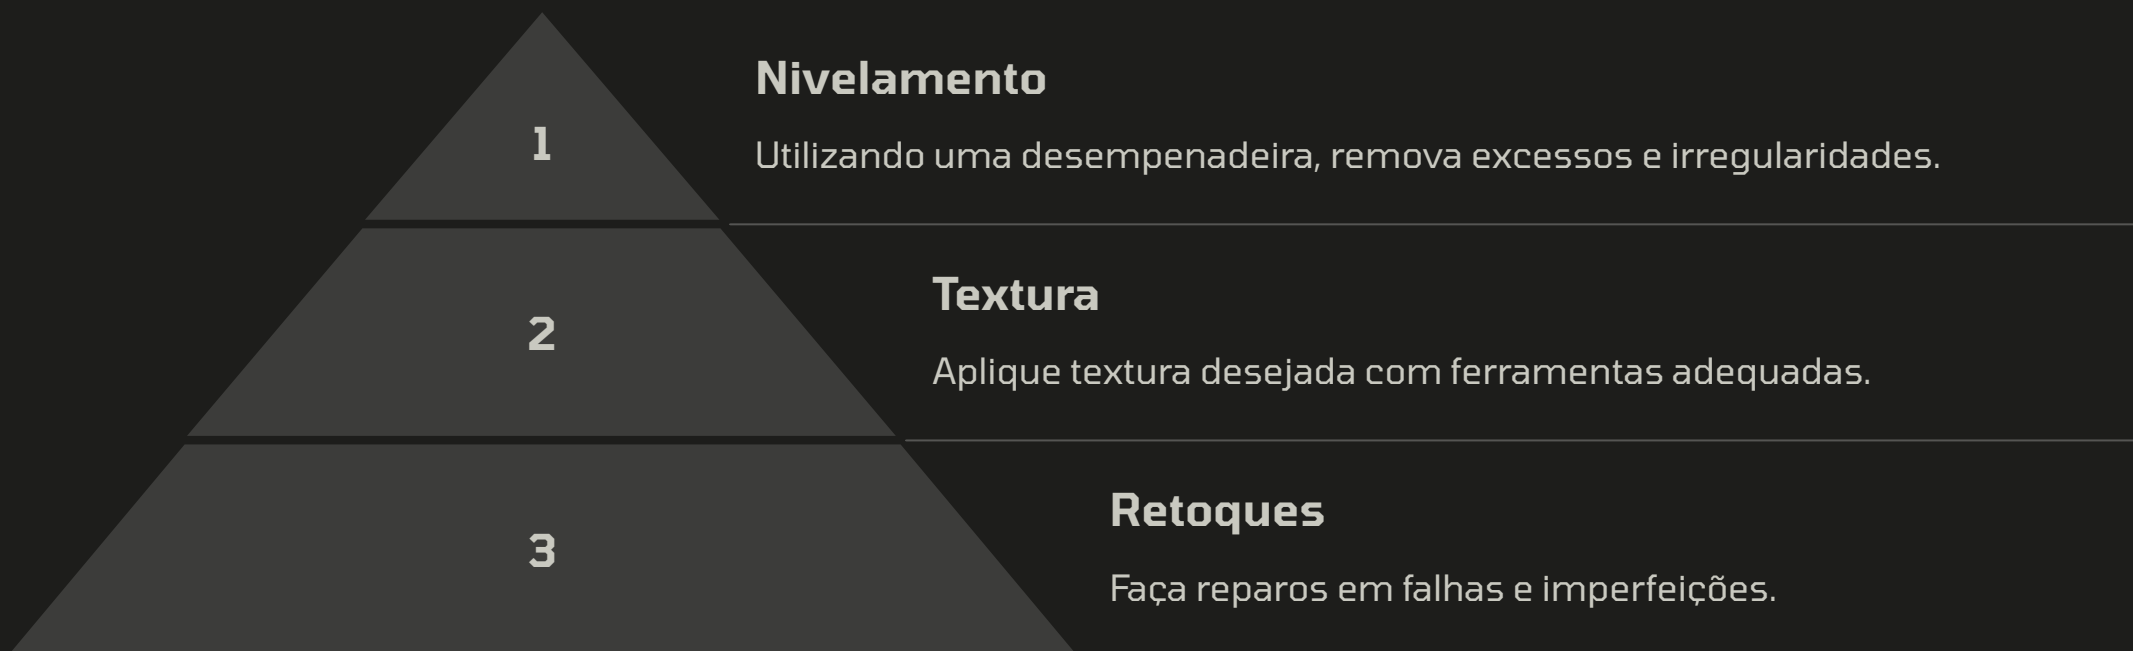 1
Nivelamento
Utilizando uma desempenadeira, remova excessos e irregularidades.
2
Textura
Aplique textura desejada com ferramentas adequadas.
3
Retoques
Faça reparos em falhas e imperfeições.